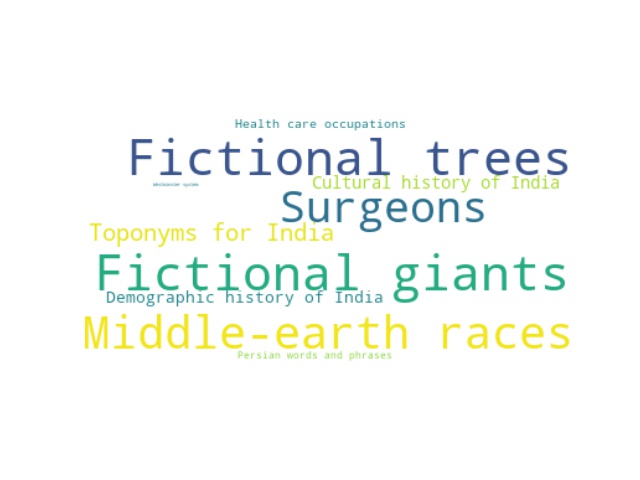 Health care occupations
Fictional trees
Cultural history of India
Surgeons
Toponyms for India
Fictional giants
Demographic history of India
Middle-earth races
Persian words and phrases